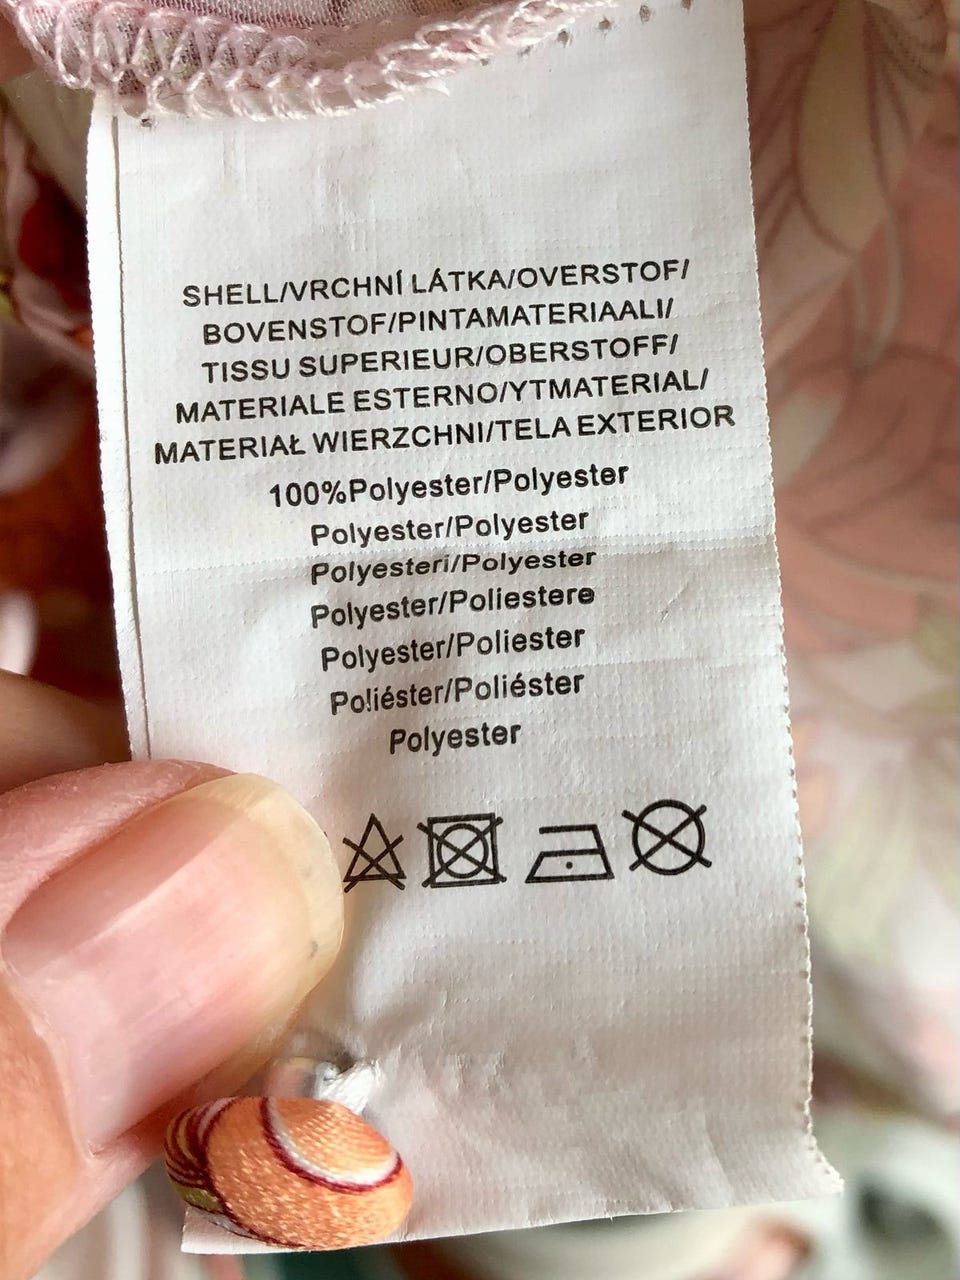 SHELL/VRCHNÍ LÁTKA/OVERSTOF/
BOVENSTOF/PINTAMATERIAALI/
TISSU SUPERIEUR/OBERSTOFF/
MATERIALE ESTERNO/YTMATERIAL/
MATERIAŁ WIERZCHNI/TELA EXTERIOR
100%Polyester/Polyester
Polyester/Polyester
Polyesteri/Polyester
Polyester/Poliestere
Polyester/Poliester
Poliéster/Poliéster
Polyester